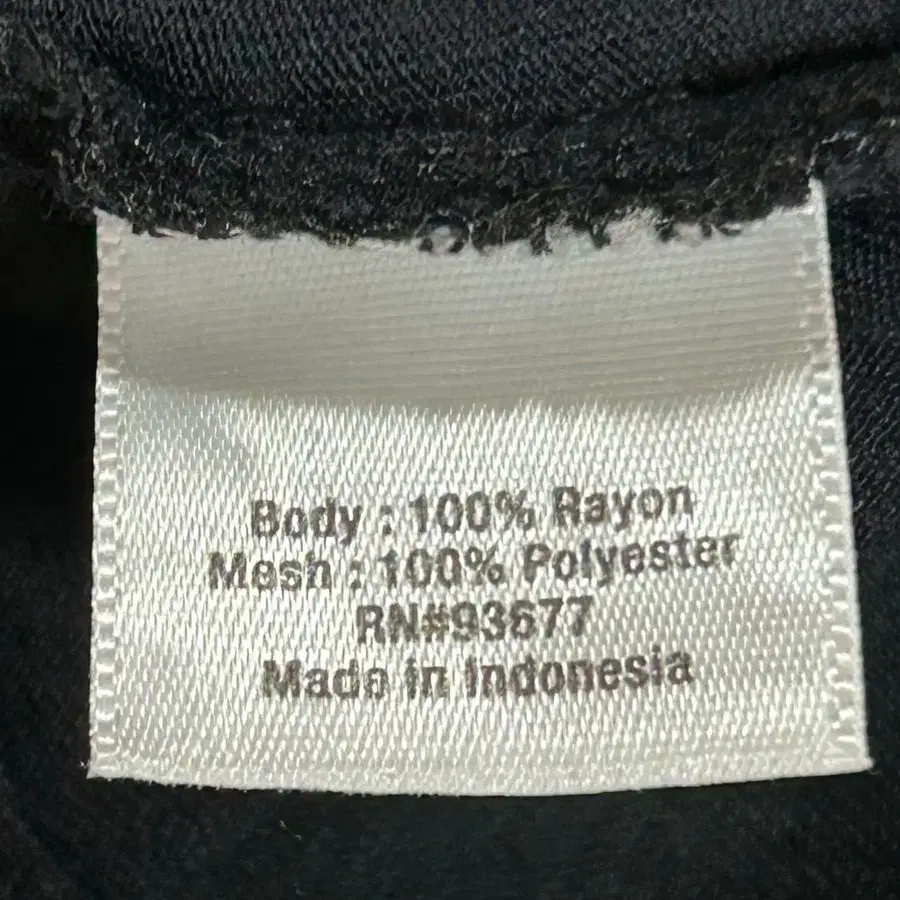 Body : 100% Rayon
Mesh : 100% Polyester
RN#93677
Made in Indonesia